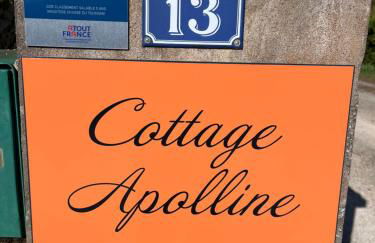 13
ATOUT
FRANCE
Cottage
Apolline